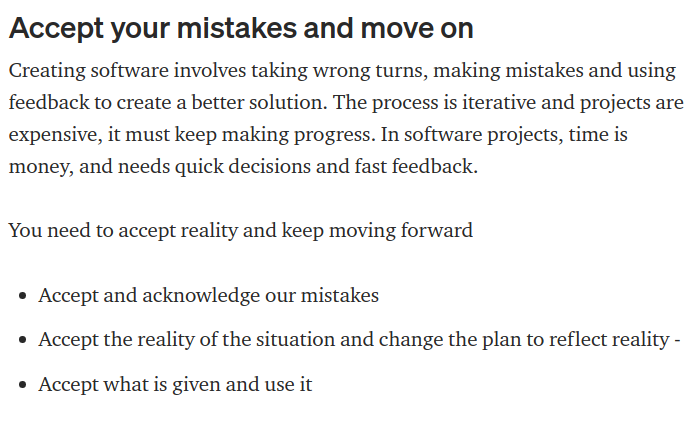 Accept your mistakes and move on
Creating software involves taking wrong turns, making mistakes and using
feedback to create a better solution. The process is iterative and projects are
expensive, it must keep making progress. In software projects, time is
money, and needs quick decisions and fast feedback.
You need to accept reality and keep moving forward
• Accept and acknowledge our mistakes
• Accept the reality of the situation and change the plan to reflect reality -
• Accept what is given and use it